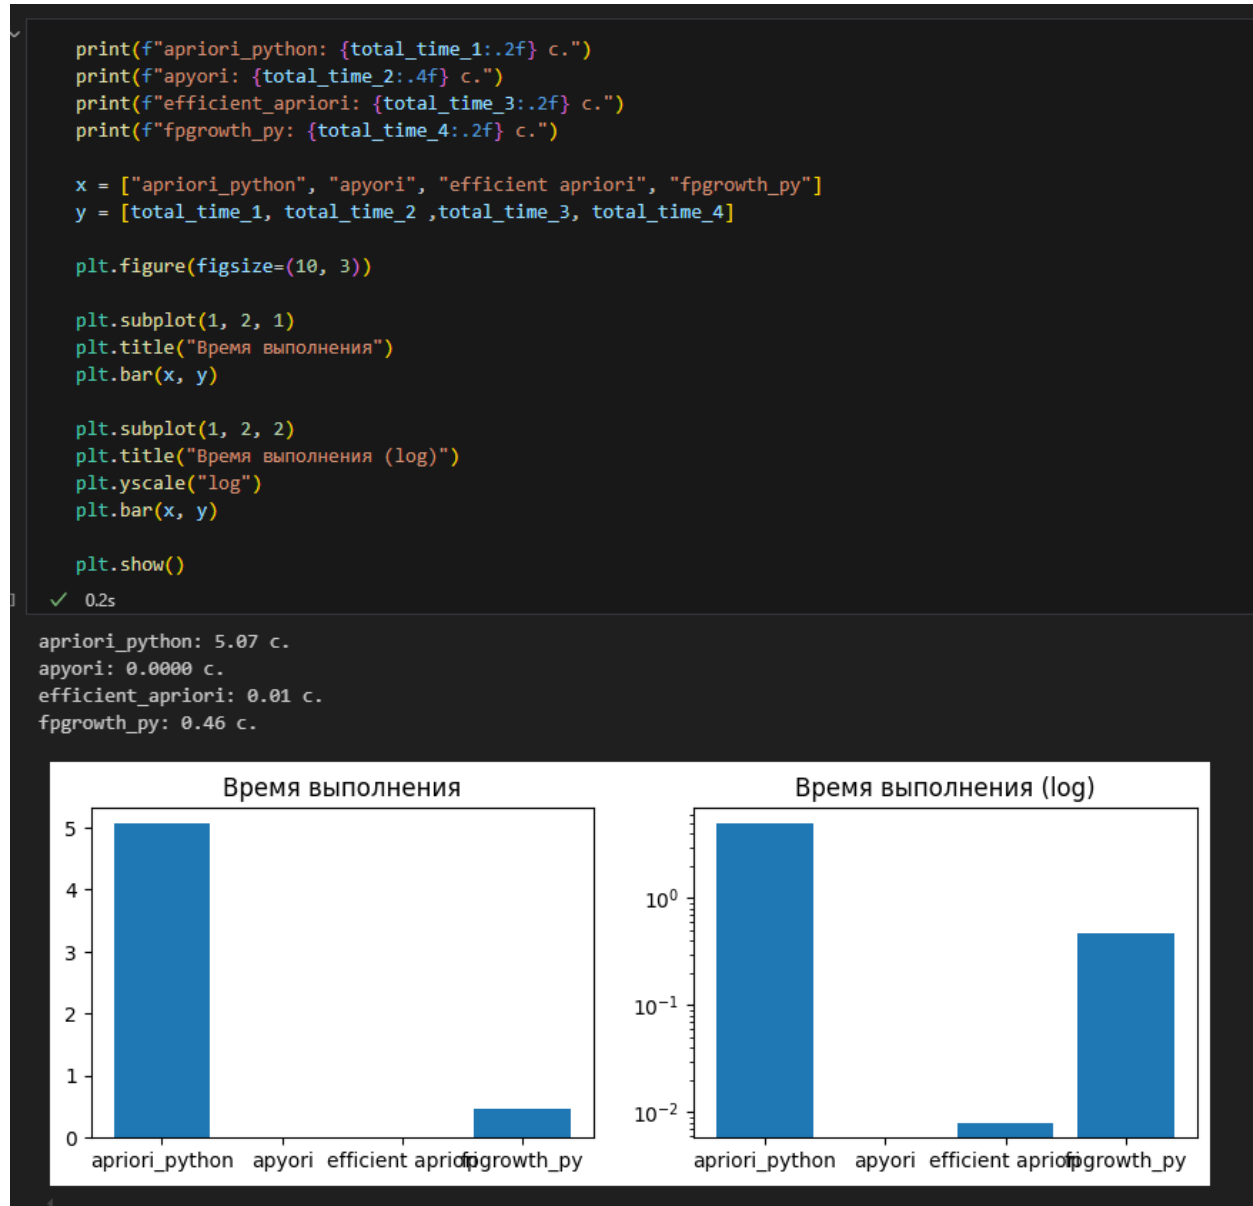 print(f"apriori_python: {total_time_1:.2f} с.")
print(f"apyori: {total_time_2:.4f} с.")
print(f"efficient_apriori: {total_time_3:.2f} с.")
print(f"fpgrowth_py: {total_time_4:.2f} с.")
x = ["apriori_python", "apyori", "efficient apriori", "fpgrowth_py"]
y = [total_time_1, total_time_2 ,total_time_3, total_time_4]
plt.figure(figsize=(10, 3))
plt.subplot(1, 2, 1)
plt.title("Время выполнения")
plt.bar(x, y)
plt.subplot(1, 2, 2)
plt.title("Время выполнения (log)")
plt.yscale("log")
plt.bar(x, y)
plt.show()
0.2s
apriori_python: 5.07 с.
apyori: 0.0000 с.
efficient_apriori: 0.01 с.
fpgrowth_py: 0.46 с.
Время выполнения
5
4
3
2
1
0
apriori_python apyori efficient apriori fpgrowth_py
Время выполнения (log)
10⁰
10⁻¹
10⁻²
apriori_python apyori efficient apriori fpgrowth_py